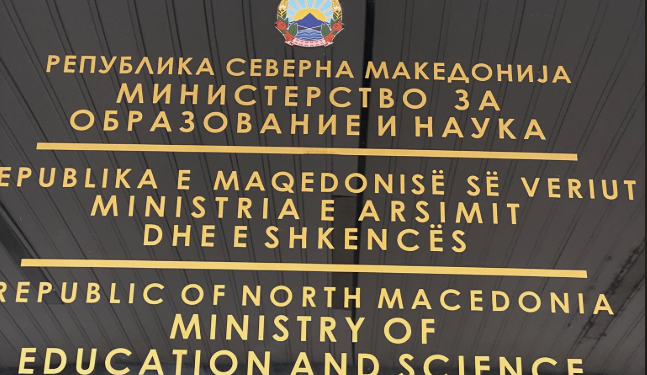 РЕПУБЛИКА СЕВЕРНА МАКЕДОНИЈА
МИНИСТЕРСТВО ЗА
ОБРАЗОВАНИЕ И НАУКА
EPUBLIKA E MAQEDONISË SË VERIUT
MINISTRIA E ARSIMIT
DHE E SHKENCËS
REPUBLIC OF NORTH MACEDONIA
MINISTRY OF
EDUCATION AND SCIENCE